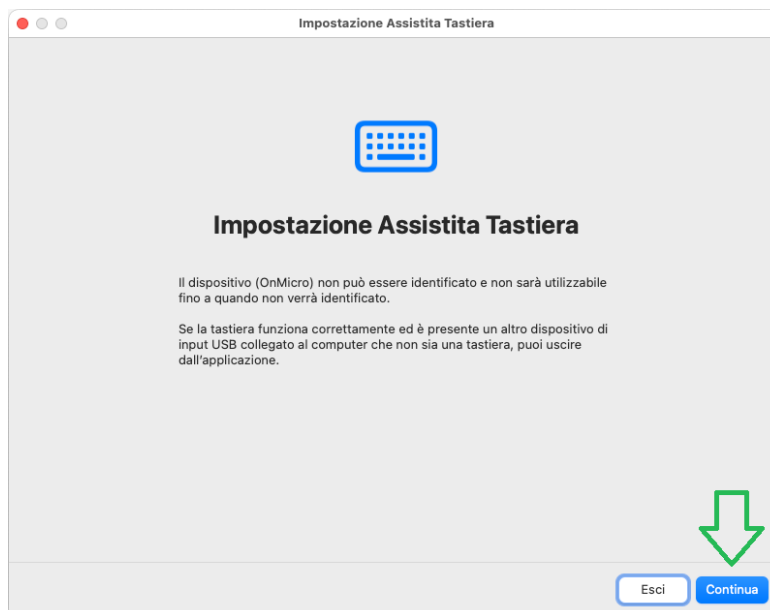 Impostazione Assistita Tastiera
Impostazione Assistita Tastiera
Il dispositivo (OnMicro) non può essere identificato e non sarà utilizzabile
fino a quando non verrà identificato.
Se la tastiera funziona correttamente ed è presente un altro dispositivo di
input USB collegato al computer che non sia una tastiera, puoi uscire
dall'applicazione.
Esci
Continua